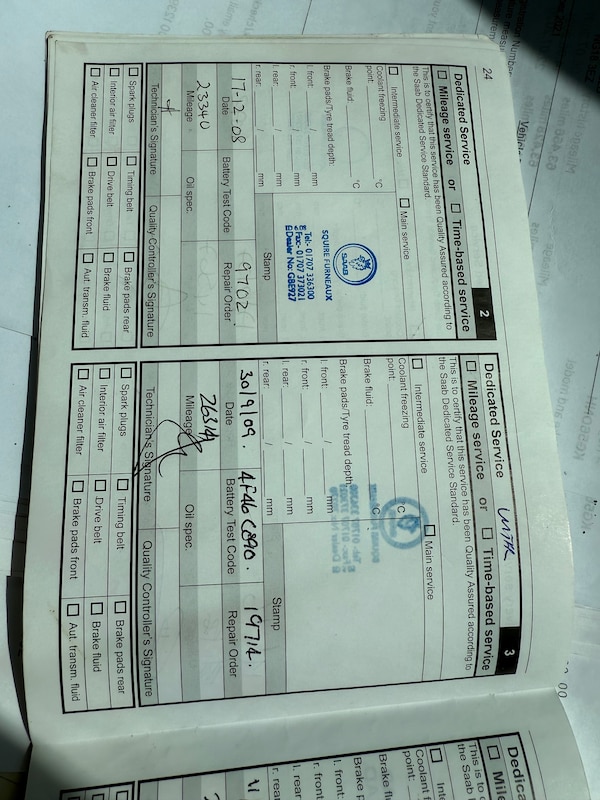 24
Dedicated Service 2
☐ Mileage service or ☐ Time-based service
This is to certify that this service has been Quality Assured according to
the Saab Dedicated Service Standard.
☐ Intermediate service ☐ Main service
Coolant freezing
point: °C
Brake fluid: °C
Brake pads/Tyre tread depth:
l. front: / mm
r. front: / mm
l. rear: / mm
r. rear: / mm
SAAB
SQUIRE FURNEAUX
Tel: 01707 336300
Fax: 01707 373021
Dealer No: GBE927
Stamp
17-12-08 9702
Date Battery Test Code Repair Order
23340
Mileage Oil spec.
Technician's Signature Quality Controller's Signature
☐ Spark plugs ☐ Timing belt ☐ Brake pads rear
☐ Interior air filter ☐ Drive belt ☐ Brake fluid
☐ Air cleaner filter ☐ Brake pads front ☐ Aut. transm. fluid
Dedicated Service 3
☐ Mileage service or ☐ Time-based service
This is to certify that this service has been Quality Assured according to
the Saab Dedicated Service Standard.
☐ Intermediate service ☐ Main service
Coolant freezing
point: °C
Brake fluid: °C
Brake pads/Tyre tread depth:
l. front: / mm
r. front: / mm
l. rear: / mm
r. rear: / mm
Stamp
30/9/09. 19714.
Date Battery Test Code Repair Order
Mileage Oil spec.
Technician's Signature Quality Controller's Signature
☐ Spark plugs ☐ Timing belt ☐ Brake pads rear
☐ Interior air filter ☐ Drive belt ☐ Brake fluid
☐ Air cleaner filter ☐ Brake pads front ☐ Aut. transm. fluid